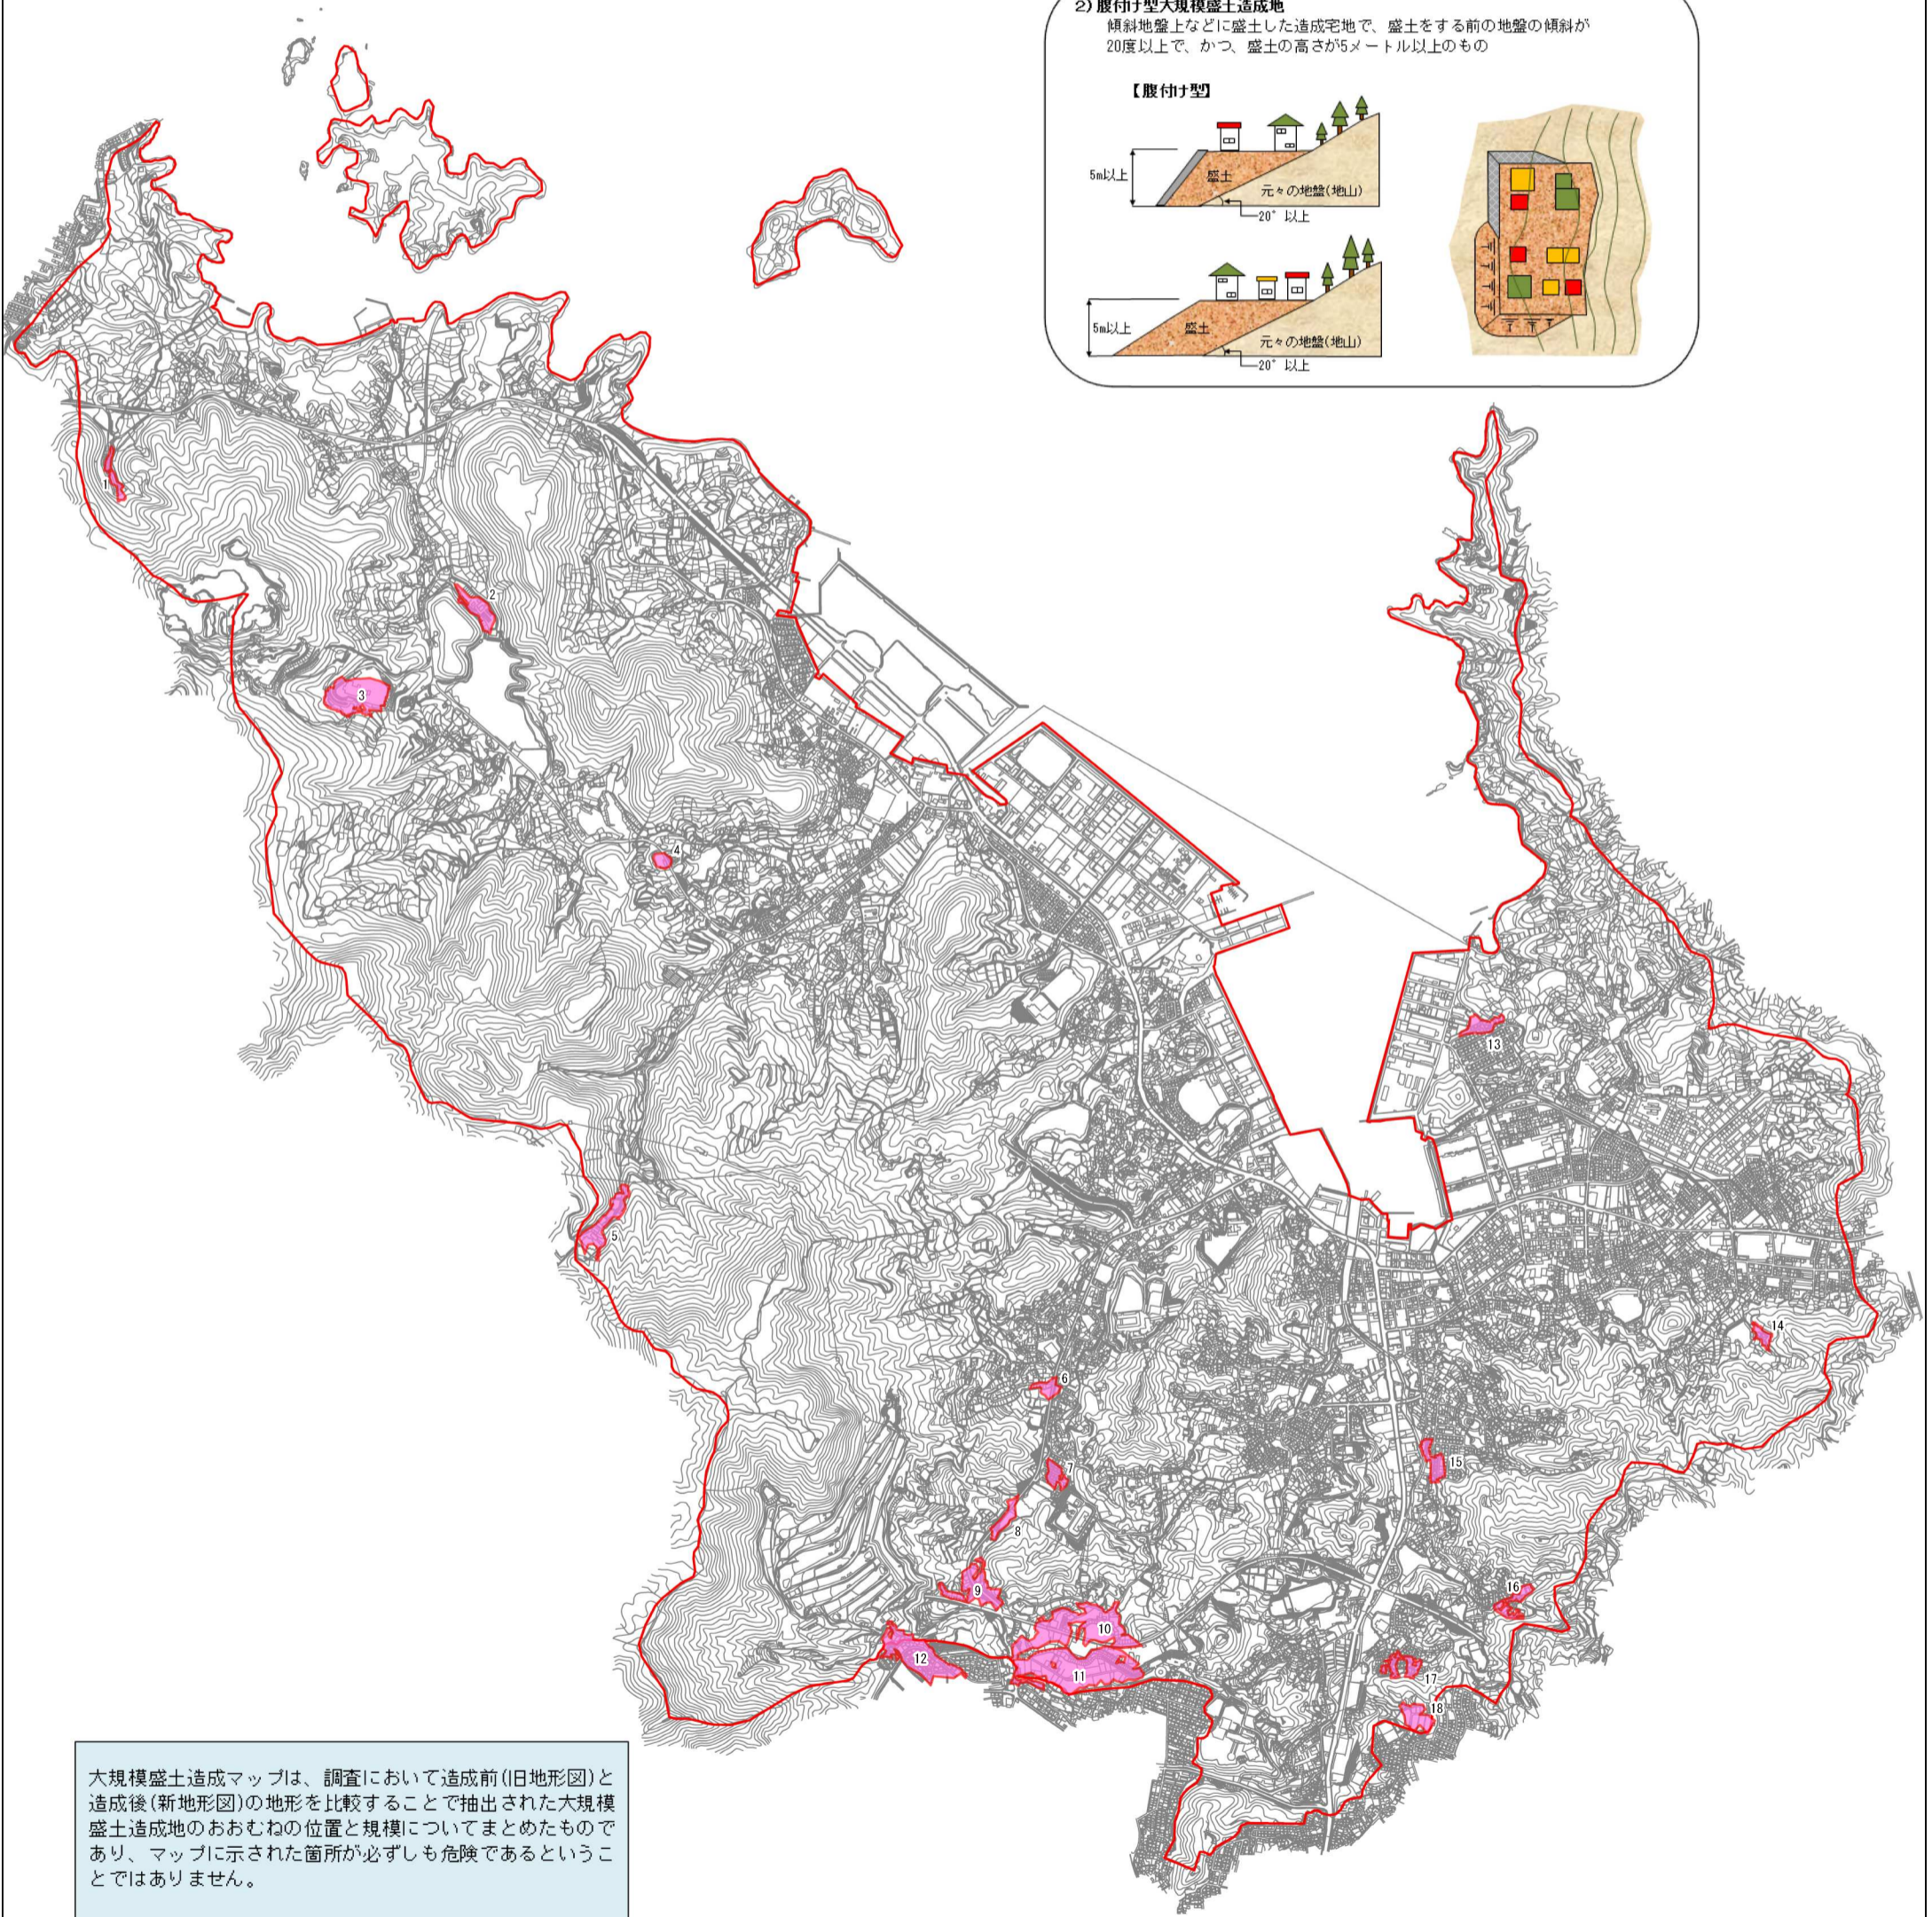 2) 腹付け型大規模盛土造成地
傾斜地盤上などに盛土した造成宅地で、盛土をする前の地盤の傾斜が
20度以上で、かつ、盛土の高さが5メートル以上のもの
【腹付け型】
5m以上
盛土
元々の地盤(地山)
20° 以上
5m以上
盛土
元々の地盤(地山)
20° 以上
1
2
3
4
5
6
7
8
9
10
11
12
13
14
15
16
17
18
大規模盛土造成マップは、調査において造成前(旧地形図)と
造成後(新地形図)の地形を比較することで抽出された大規模
盛土造成地のおおむねの位置と規模についてまとめたもので
あり、マップに示された箇所が必ずしも危険であるというこ
とではありません。